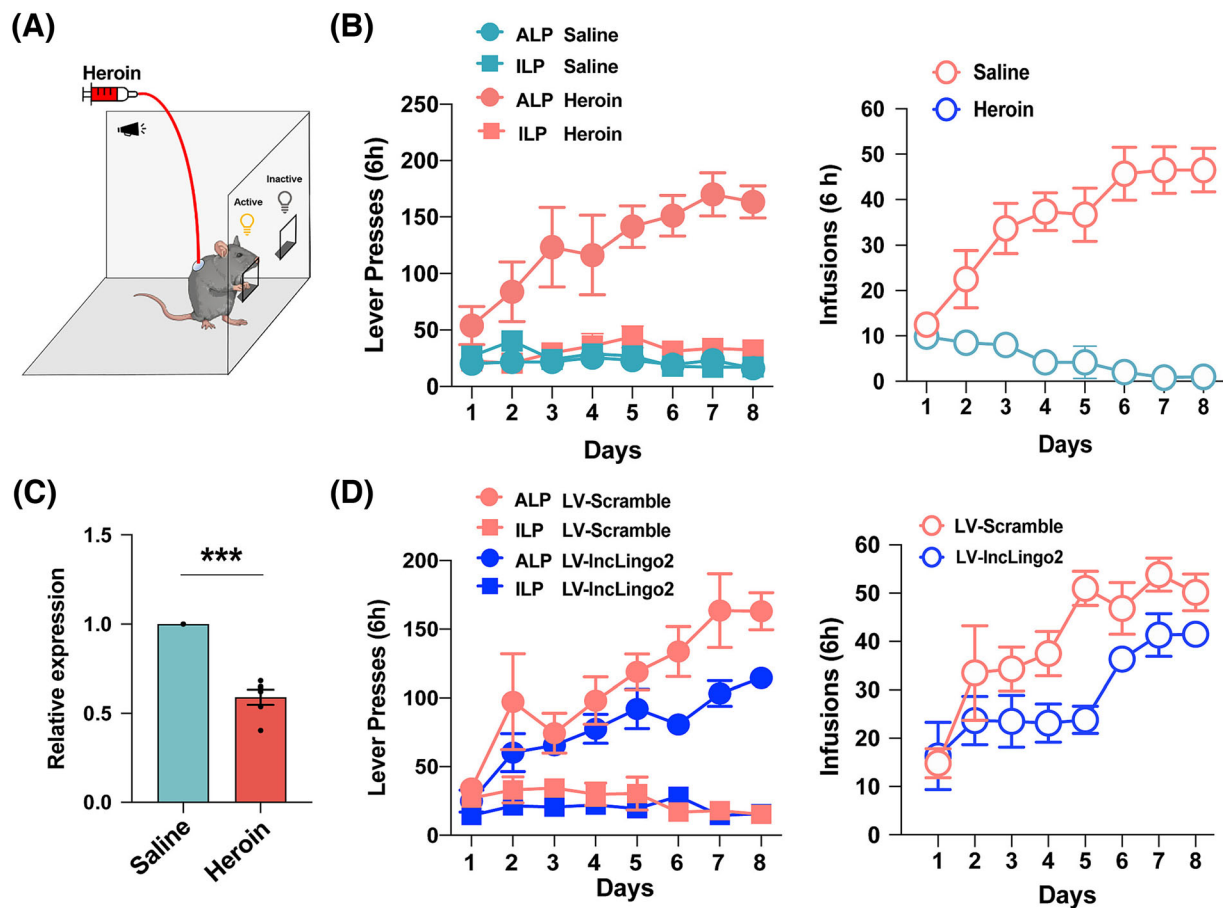 (A)
Heroin
Inactive
Active
(B)
ALP Saline
ILP Saline
ALP Heroin
ILP Heroin
Lever Presses (6h)
250
200
150
100
50
0
1 2 3 4 5 6 7 8
Days
Saline
Heroin
Infusions (6 h)
60
50
40
30
20
10
0
1 2 3 4 5 6 7 8
Days
(C)
Relative expression
1.5
1.0
0.5
0.0
***
Saline
Heroin
(D)
ALP LV-Scramble
ILP LV-Scramble
ALP LV-lncLingo2
ILP LV-lncLingo2
Lever Presses (6h)
200
150
100
50
0
1 2 3 4 5 6 7 8
Days
LV-Scramble
LV-lncLingo2
Infusions (6h)
60
50
40
30
20
10
0
1 2 3 4 5 6 7 8
Days